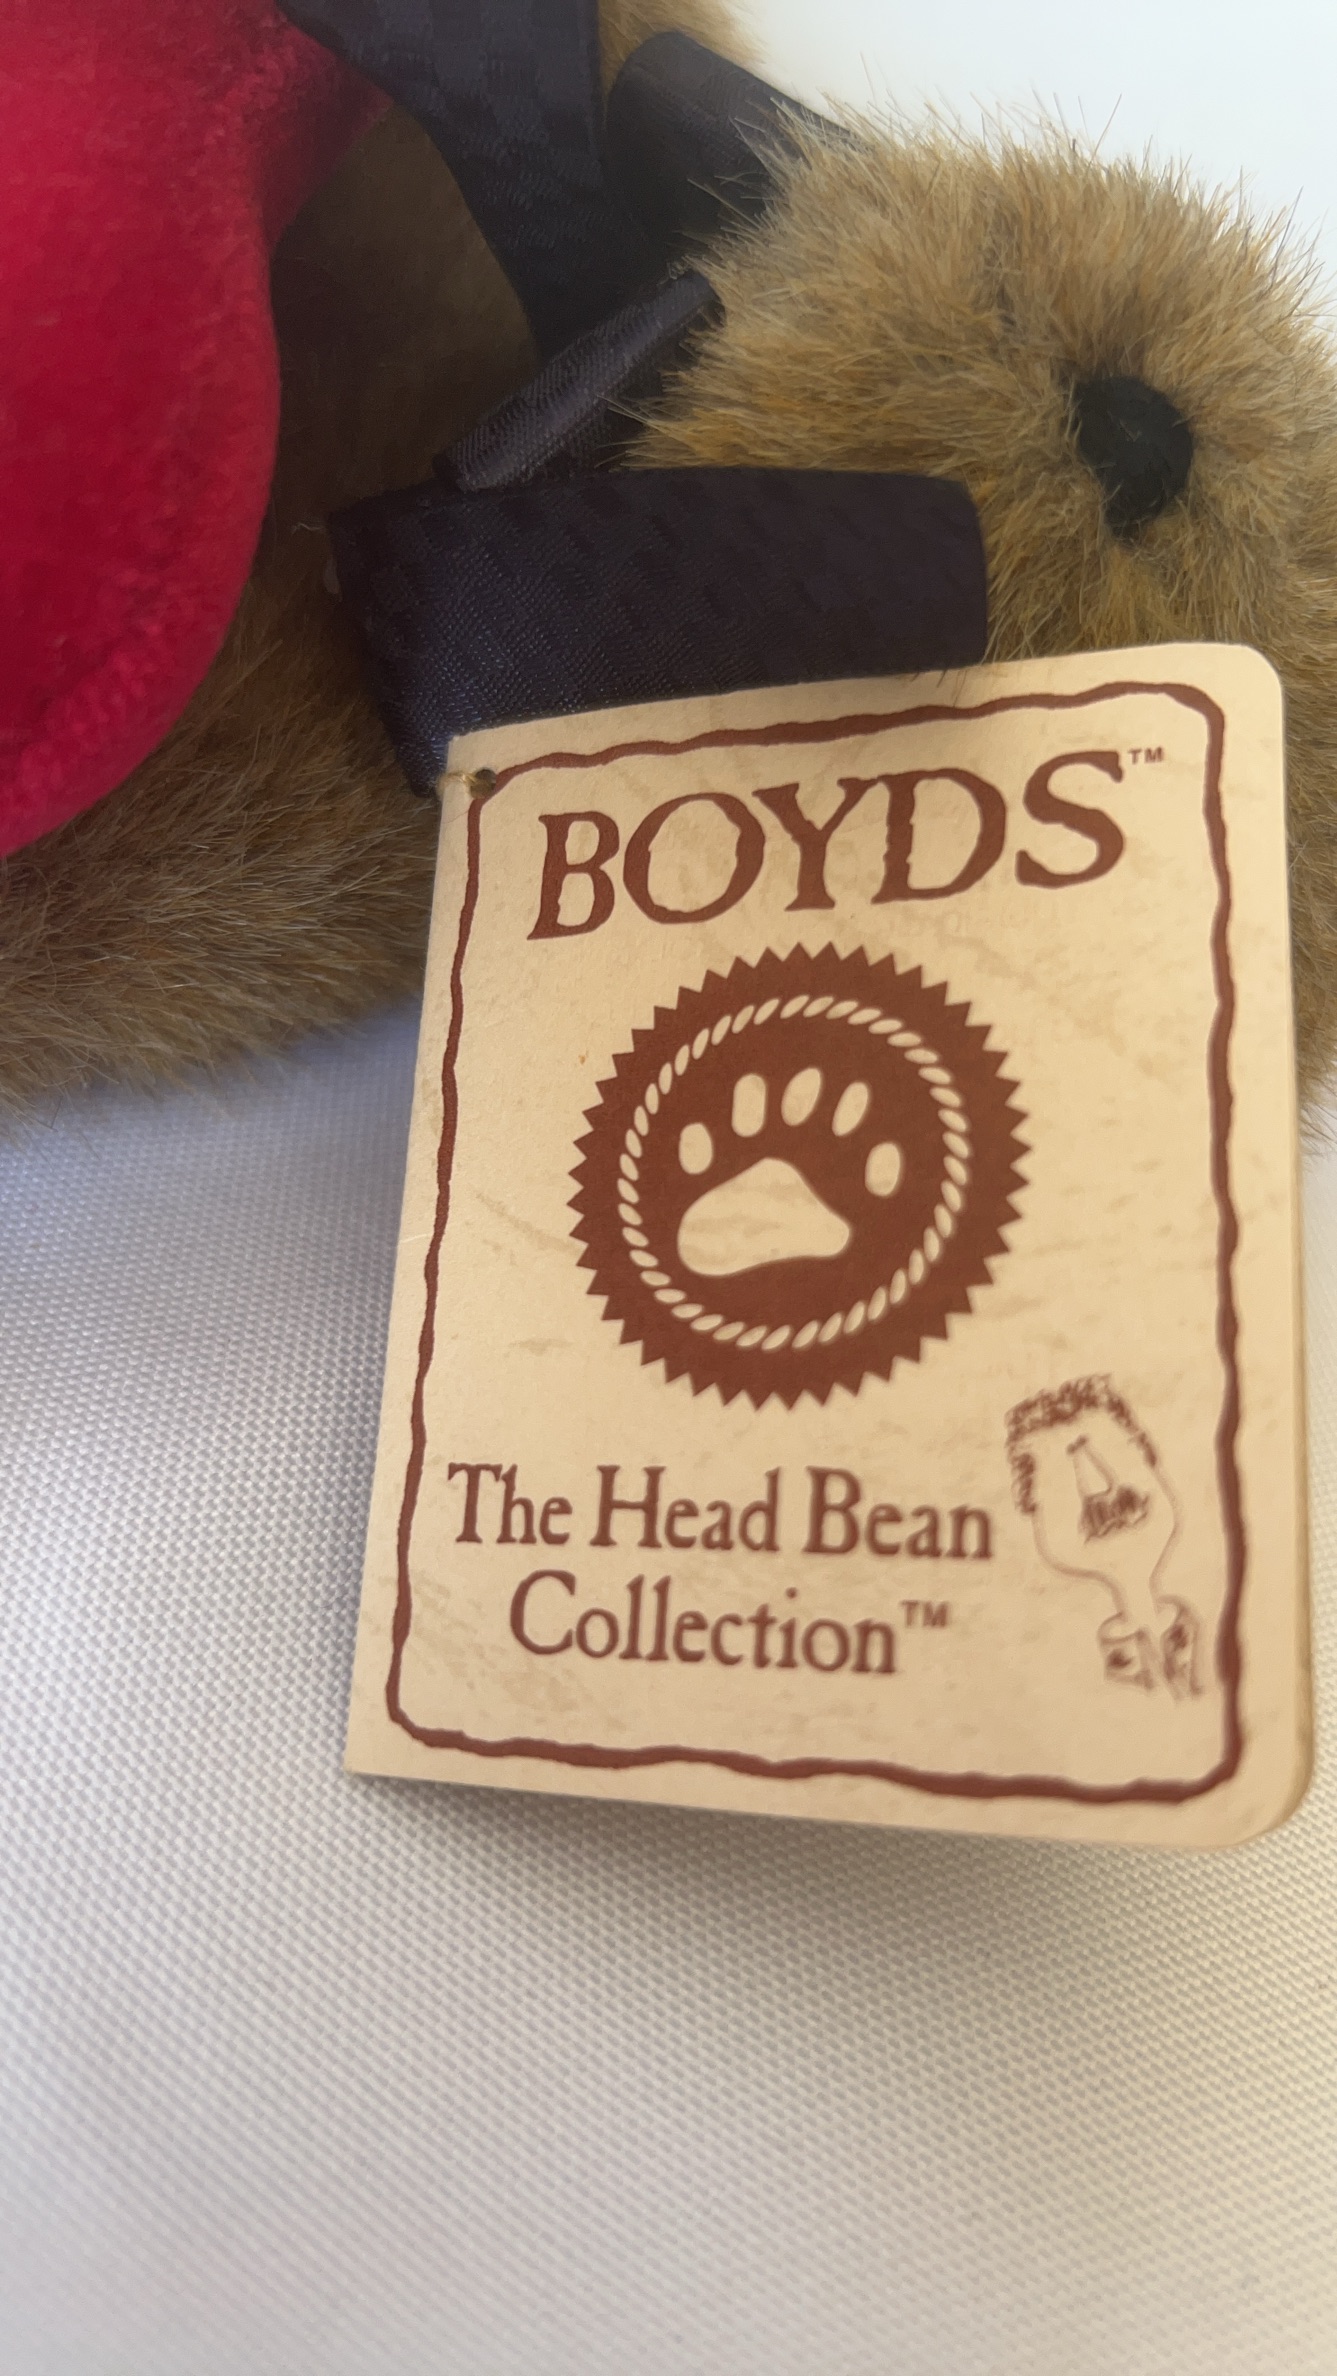 BOYDS™
The Head Bean
Collection™